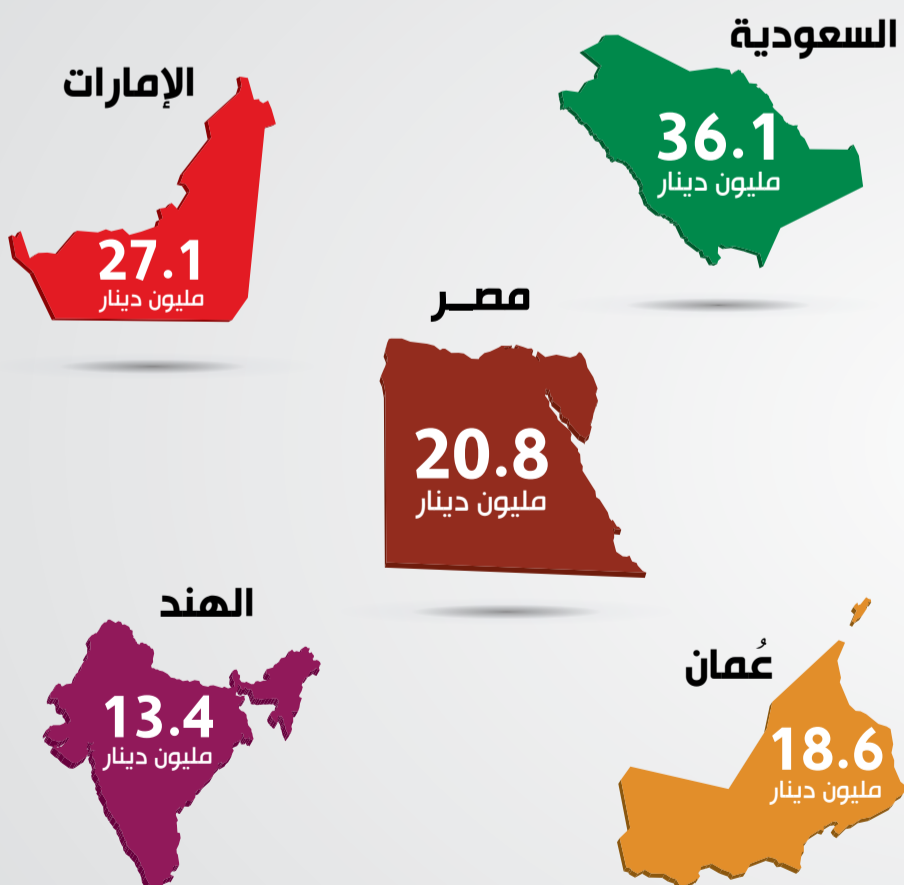 السعودية
36.1
مليون دينار
الإمارات
27.1
مليون دينار
مصــر
20.8
مليون دينار
عُمان
18.6
مليون دينار
الهند
13.4
مليون دينار